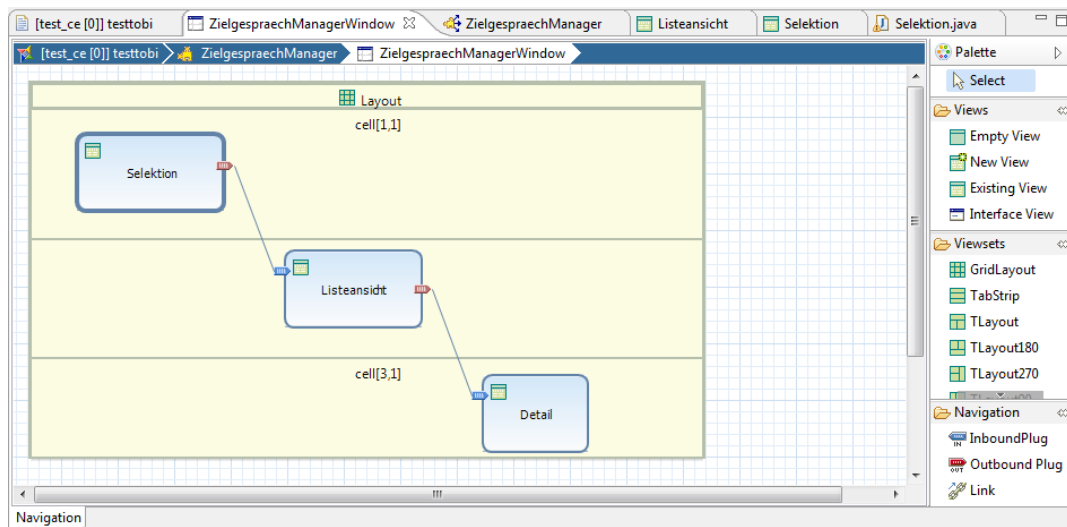 [test_ce [0]] testtobi ZielgespraechManagerWindow ZielgespraechManager Listeansicht Selektion Selektion.java
[test_ce [0]] testtobi ZielgespraechManager ZielgespraechManagerWindow
Layout
cell[1,1]
Selektion
Listeansicht
cell[3,1]
Detail
Navigation
Palette
Select
Views
Empty View
New View
Existing View
Interface View
Viewsets
GridLayout
TabStrip
TLayout
TLayout180
TLayout270
Navigation
InboundPlug
Outbound Plug
Link